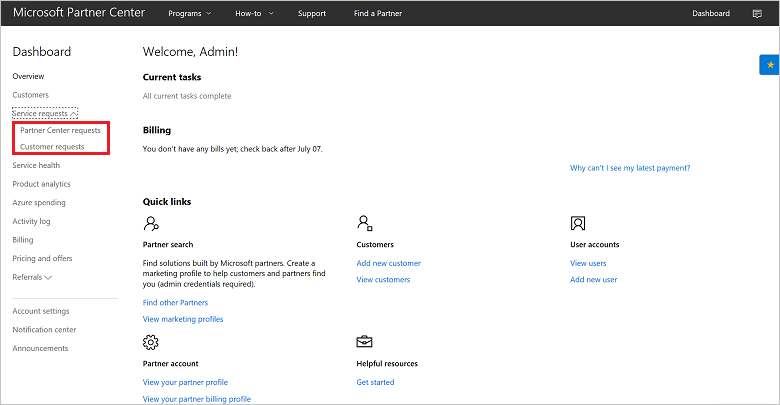 Microsoft Partner Center
Programs
How-to
Support
Find a Partner
Dashboard
Dashboard
Overview
Customers
Service requests
Partner Center requests
Customer requests
Service health
Product analytics
Azure spending
Activity log
Billing
Pricing and offers
Referrals
Account settings
Notification center
Announcements
Welcome, Admin!
Current tasks
All current tasks complete
Billing
You don't have any bills yet; check back after July 07.
Why can't I see my latest payment?
Quick links
Partner search
Find solutions built by Microsoft partners. Create a
marketing profile to help customers and partners find
you (admin credentials required).
Find other Partners
View marketing profiles
Customers
Add new customer
View customers
User accounts
View users
Add new user
Partner account
View your partner profile
View your partner billing profile
Helpful resources
Get started